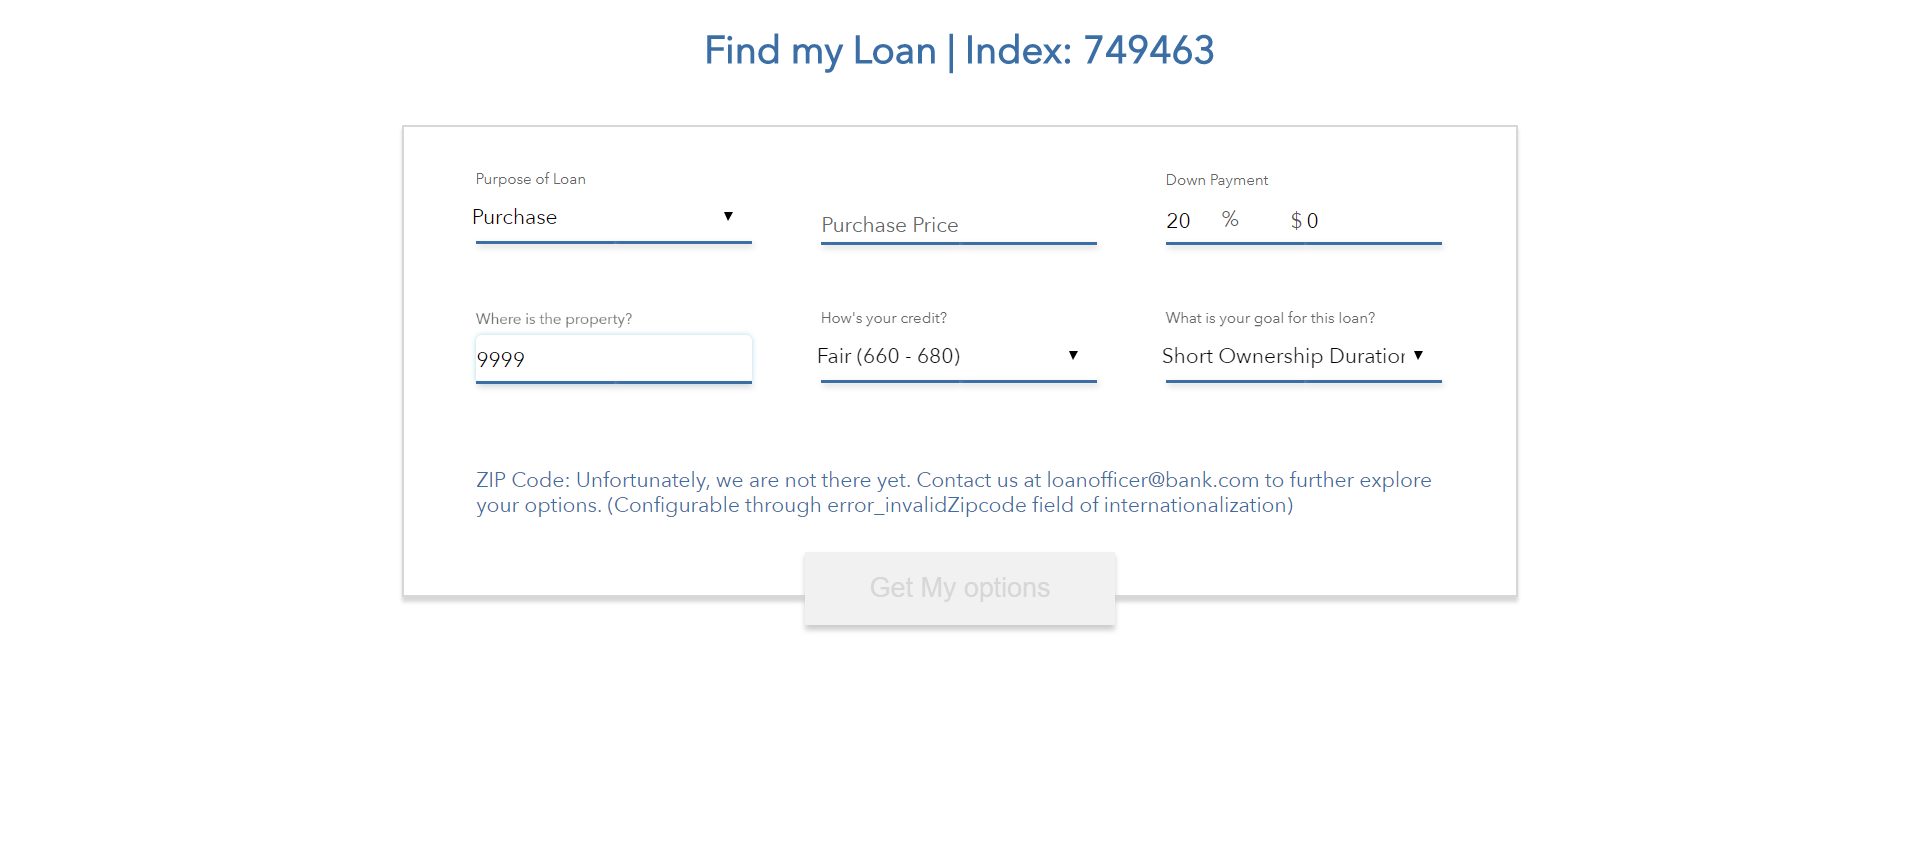 Find my Loan | Index: 749463
Purpose of Loan
Purchase
Purchase Price
Down Payment
20 % $ 0
Where is the property?
9999
How's your credit?
Fair (660 - 680)
What is your goal for this loan?
Short Ownership Duration
ZIP Code: Unfortunately, we are not there yet. Contact us at loanofficer@bank.com to further explore
your options. (Configurable through error_invalidZipcode field of internationalization)
Get My options